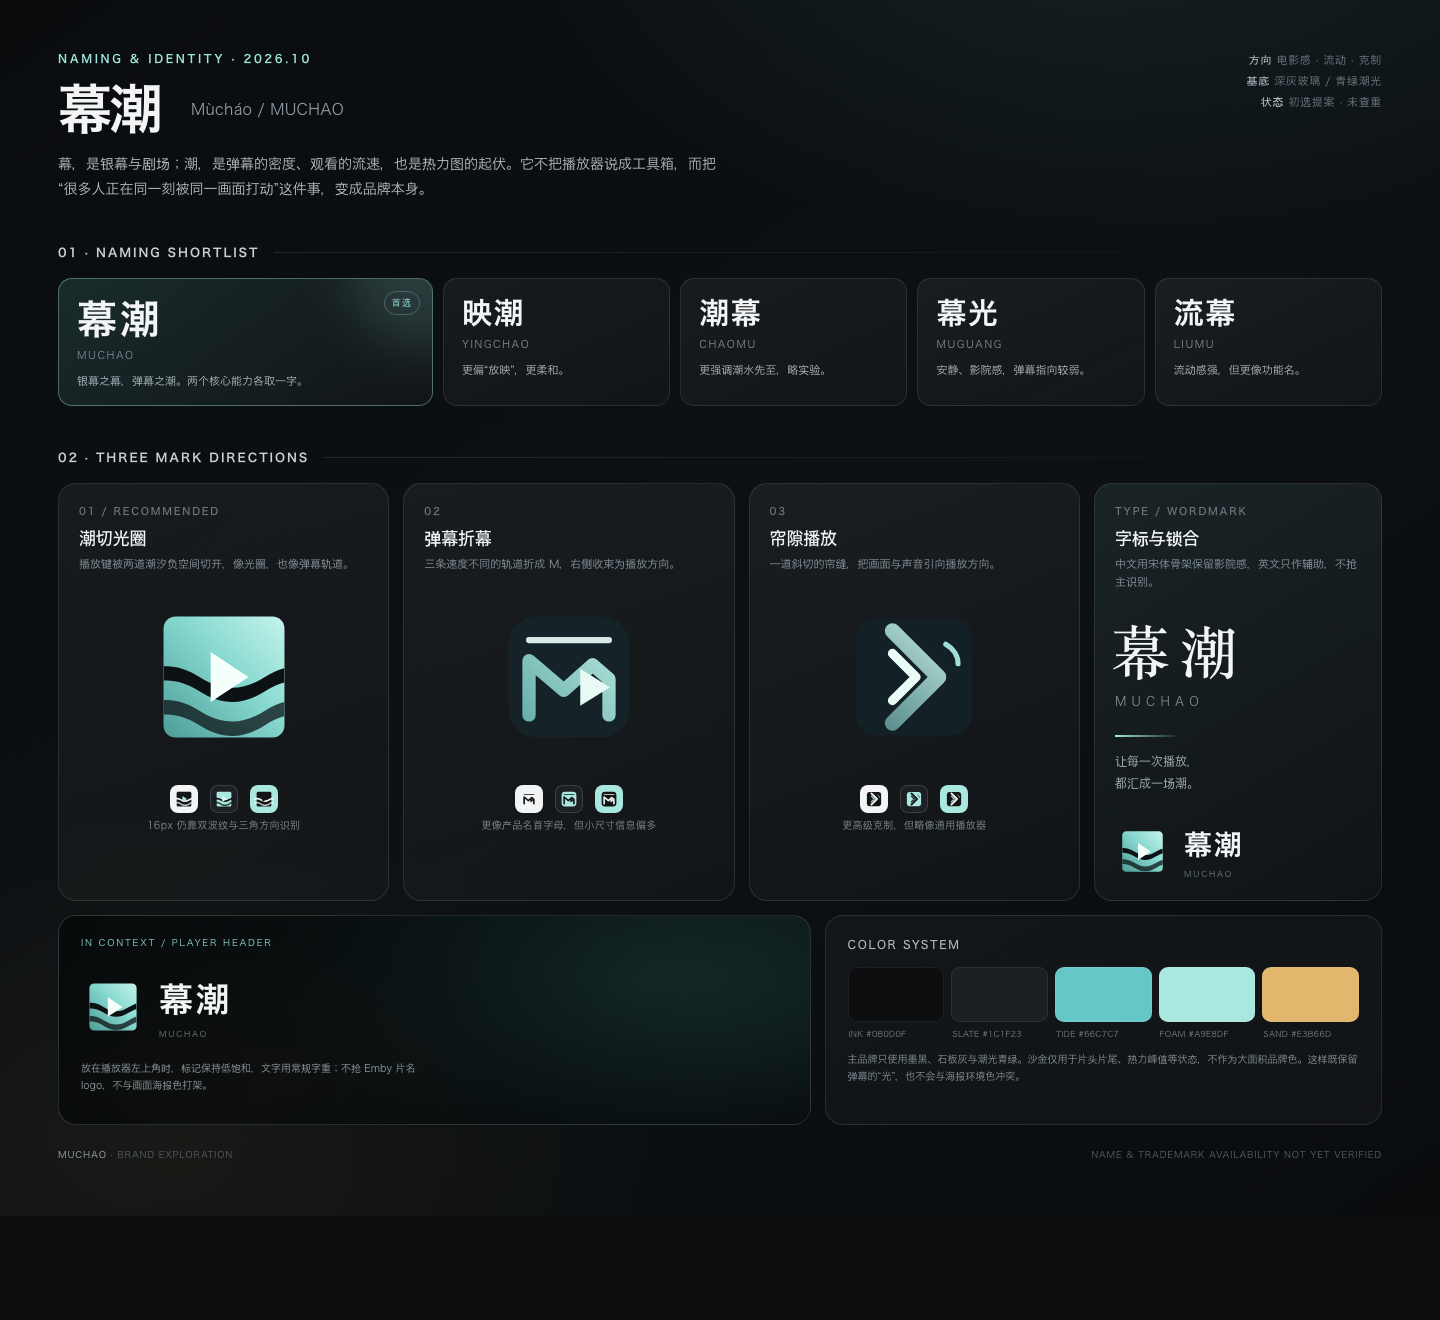 NAMING & IDENTITY · 2026.10
幕潮 Mùcháo / MUCHAO
幕，是银幕与剧场；潮，是弹幕的密度、观看的流速，也是热力图的起伏。它不把播放器说成工具箱，而把
“很多人正在同一刻被同一画面打动”这件事，变成品牌本身。
方向 电影感 · 流动 · 克制
基底 深灰玻璃 / 青绿潮光
状态 初选提案 · 未查重
01 · NAMING SHORTLIST
幕潮
首选
MUCHAO
银幕之幕，弹幕之潮。两个核心能力各取一字。
映潮
YINGCHAO
更偏“放映”，更柔和。
潮幕
CHAOMU
更强调潮水先至，略实验。
幕光
MUGUANG
安静、影院感，弹幕指向较弱。
流幕
LIUMU
流动感强，但更像功能名。
02 · THREE MARK DIRECTIONS
01 / RECOMMENDED
潮切光圈
播放键被两道潮汐负空间切开，像光圈，也像弹幕轨道。
16px 仍靠双波纹与三角方向识别
02
弹幕折幕
三条速度不同的轨道折成 M，右侧收束为播放方向。
更像产品名首字母，但小尺寸信息偏多
03
帘隙播放
一道斜切的帘缝，把画面与声音引向播放方向。
更高级克制，但略像通用播放器
TYPE / WORDMARK
字标与锁合
中文用宋体骨架保留影院感，英文只作辅助，不抢
主识别。
幕潮
MUCHAO
让每一次播放，
都汇成一场潮。
幕潮
MUCHAO
IN CONTEXT / PLAYER HEADER
幕潮
MUCHAO
放在播放器左上角时，标记保持低饱和，文字用常规字重；不抢 Emby 片名
logo，不与画面海报色打架。
COLOR SYSTEM
INK #0B0D0F
SLATE #1C1F23
TIDE #66C7C7
FOAM #A9E8DF
SAND #E3B66D
主品牌只使用墨黑、石板灰与潮光青绿。沙金仅用于片头片尾、热力峰值等状态，不作为大面积品牌色。这样既保留
弹幕的“光”，也不会与海报环境色冲突。
MUCHAO · BRAND EXPLORATION
NAME & TRADEMARK AVAILABILITY NOT YET VERIFIED